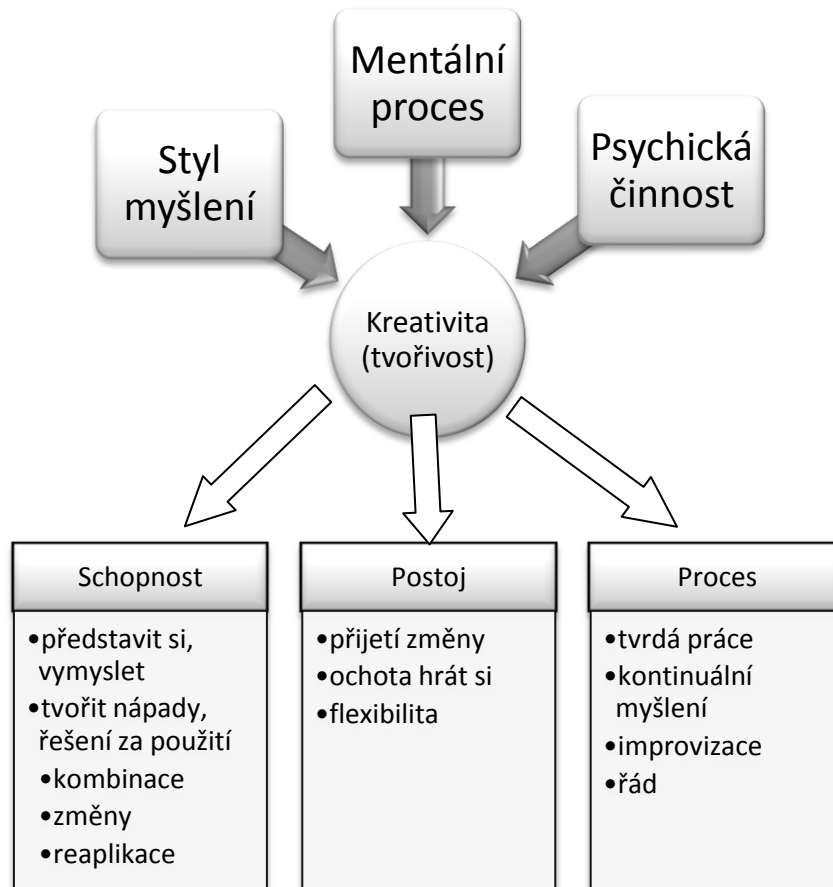 Mentální
proces
Styl
myšlení
Psychická
činnost
Kreativita
(tvořivost)
Schopnost
•představit si,
vymyslet
•tvořit nápady,
řešení za použití
•kombinace
•změny
•reaplikace
Postoj
•přijetí změny
•ochota hrát si
•flexibilita
Proces
•tvrdá práce
•kontinuální
myšlení
•improvizace
•řád